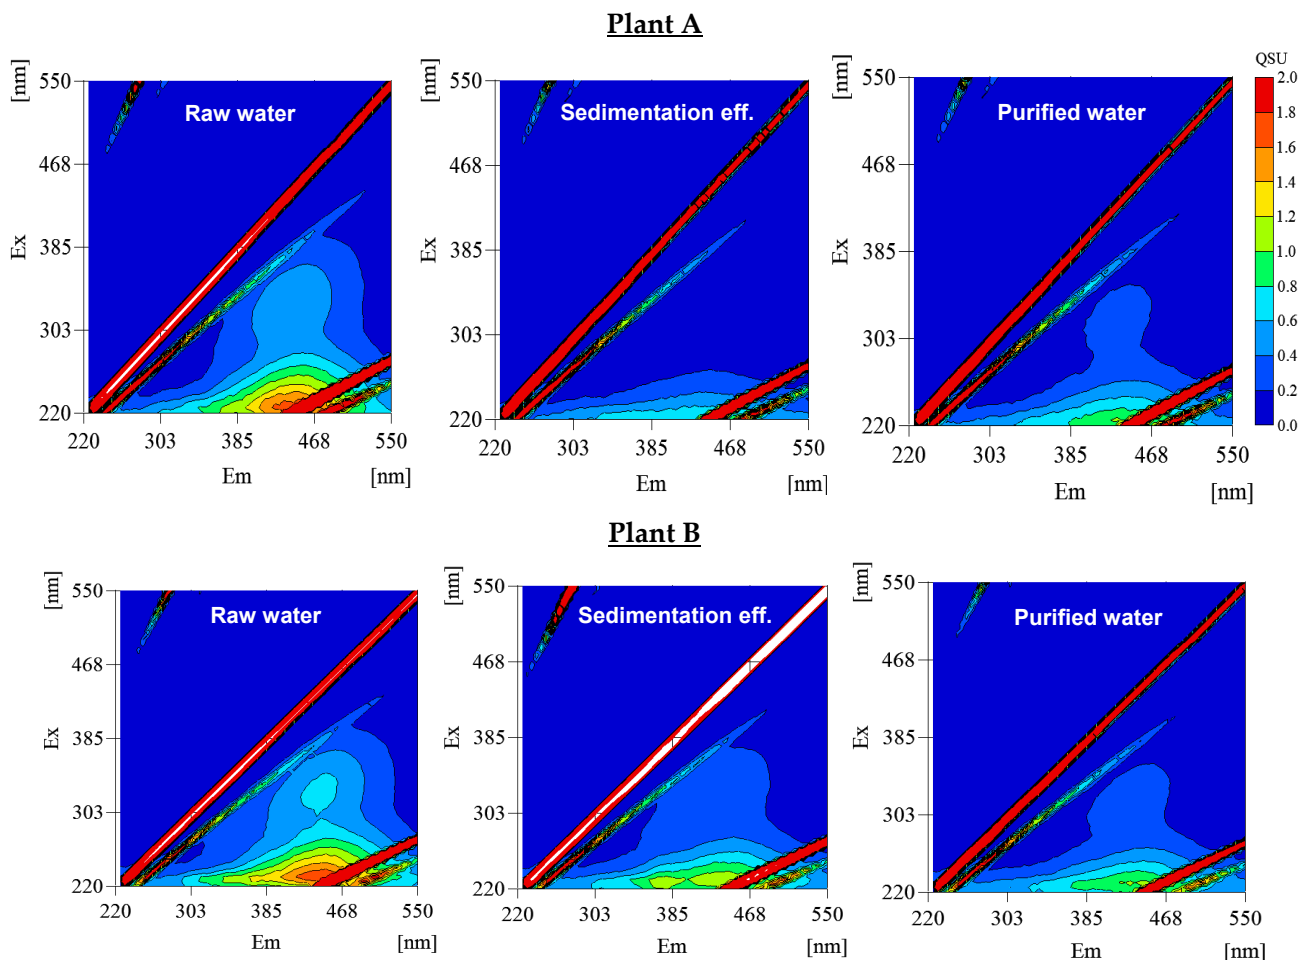 Plant A
[nm]
550
468
385
303
220
Ex
Raw water
220 303 385 468 550
Em [nm]
[nm]
550
468
385
303
220
Ex
Sedimentation eff.
220 303 385 468 550
Em [nm]
[nm]
550
468
385
303
220
Ex
Purified water
220 303 385 468 550
Em [nm]
QSU
2.0
1.8
1.6
1.4
1.2
1.0
0.8
0.6
0.4
0.2
0.0
Plant B
[nm]
550
468
385
303
220
Ex
Raw water
220 303 385 468 550
Em [nm]
[nm]
550
468
385
303
220
Ex
Sedimentation eff.
220 303 385 468 550
Em [nm]
[nm]
550
468
385
303
220
Ex
Purified water
220 303 385 468 550
Em [nm]